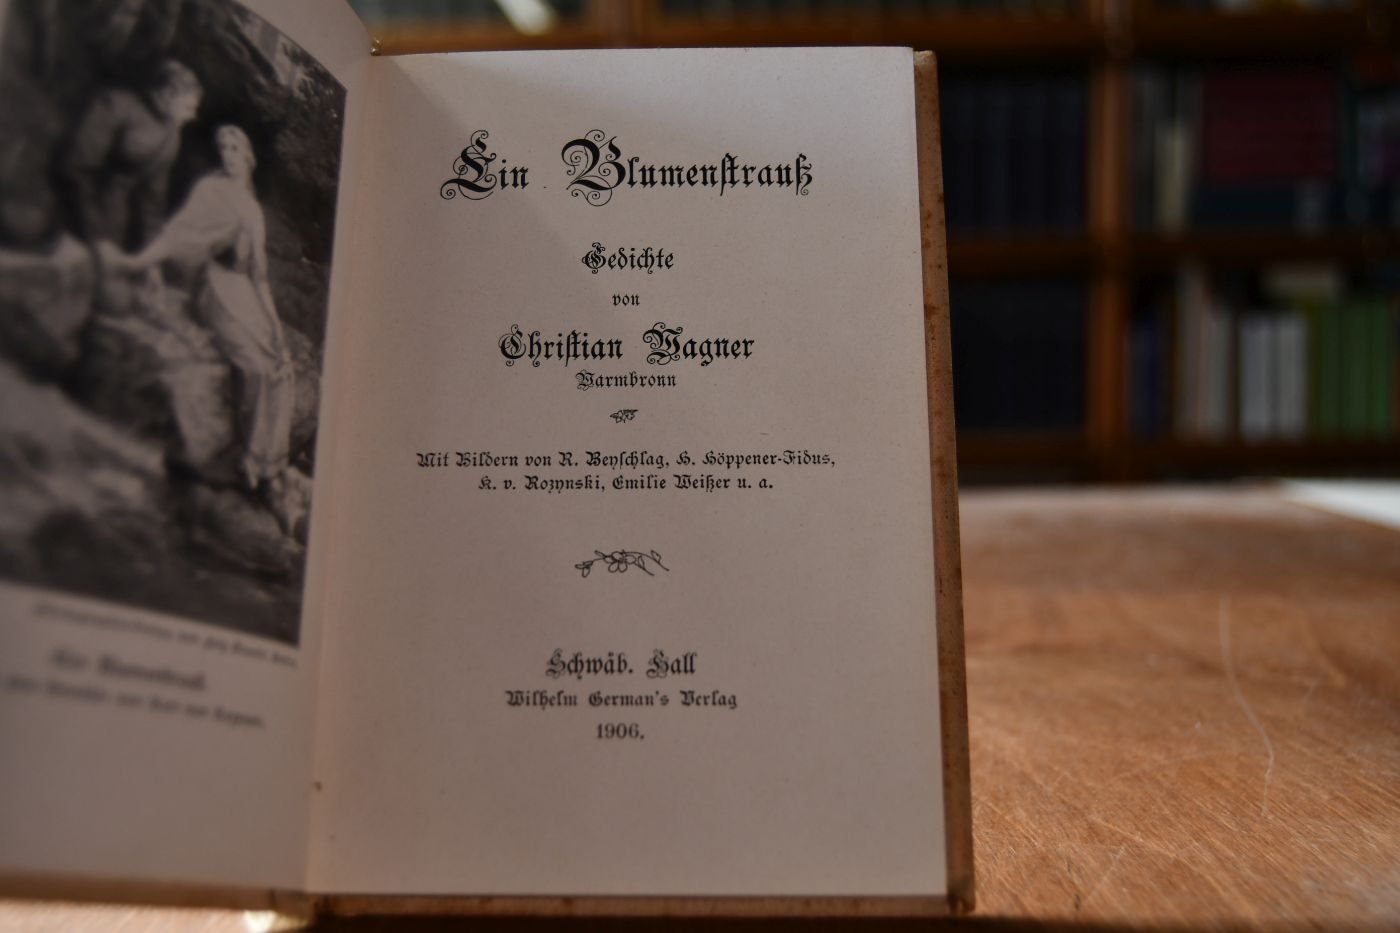 Ein Blumenstrauß
Gedichte
von
Christian Wagner
Warmbronn
Mit Bildern von R. Beyschlag, H. Höppener-Fidus,
K. v. Rozynski, Emilie Weißer u. a.
Schwäb. Hall
Wilhelm German's Verlag
1906.